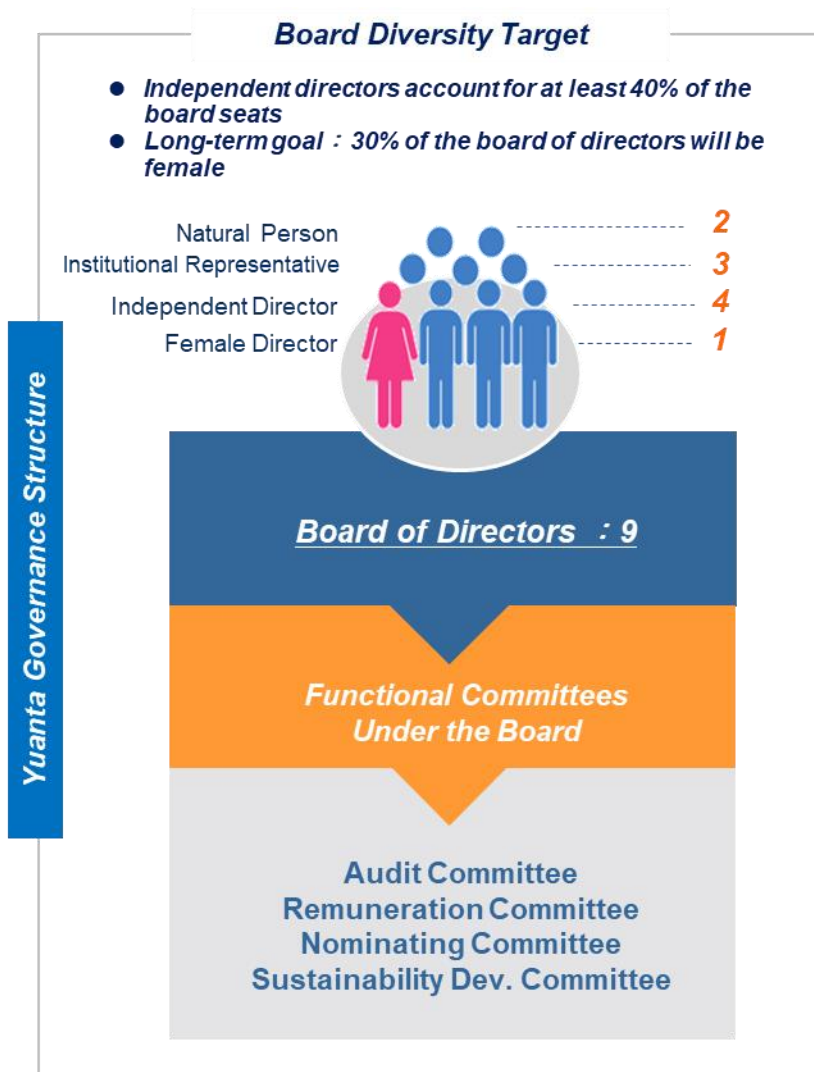 Board Diversity Target
● Independent directors account for at least 40% of the
board seats
● Long-term goal：30% of the board of directors will be
female
Natural Person 2
Institutional Representative 3
Independent Director 4
Female Director 1
Yuanta Governance Structure
Board of Directors ：9
Functional Committees
Under the Board
Audit Committee
Remuneration Committee
Nominating Committee
Sustainability Dev. Committee